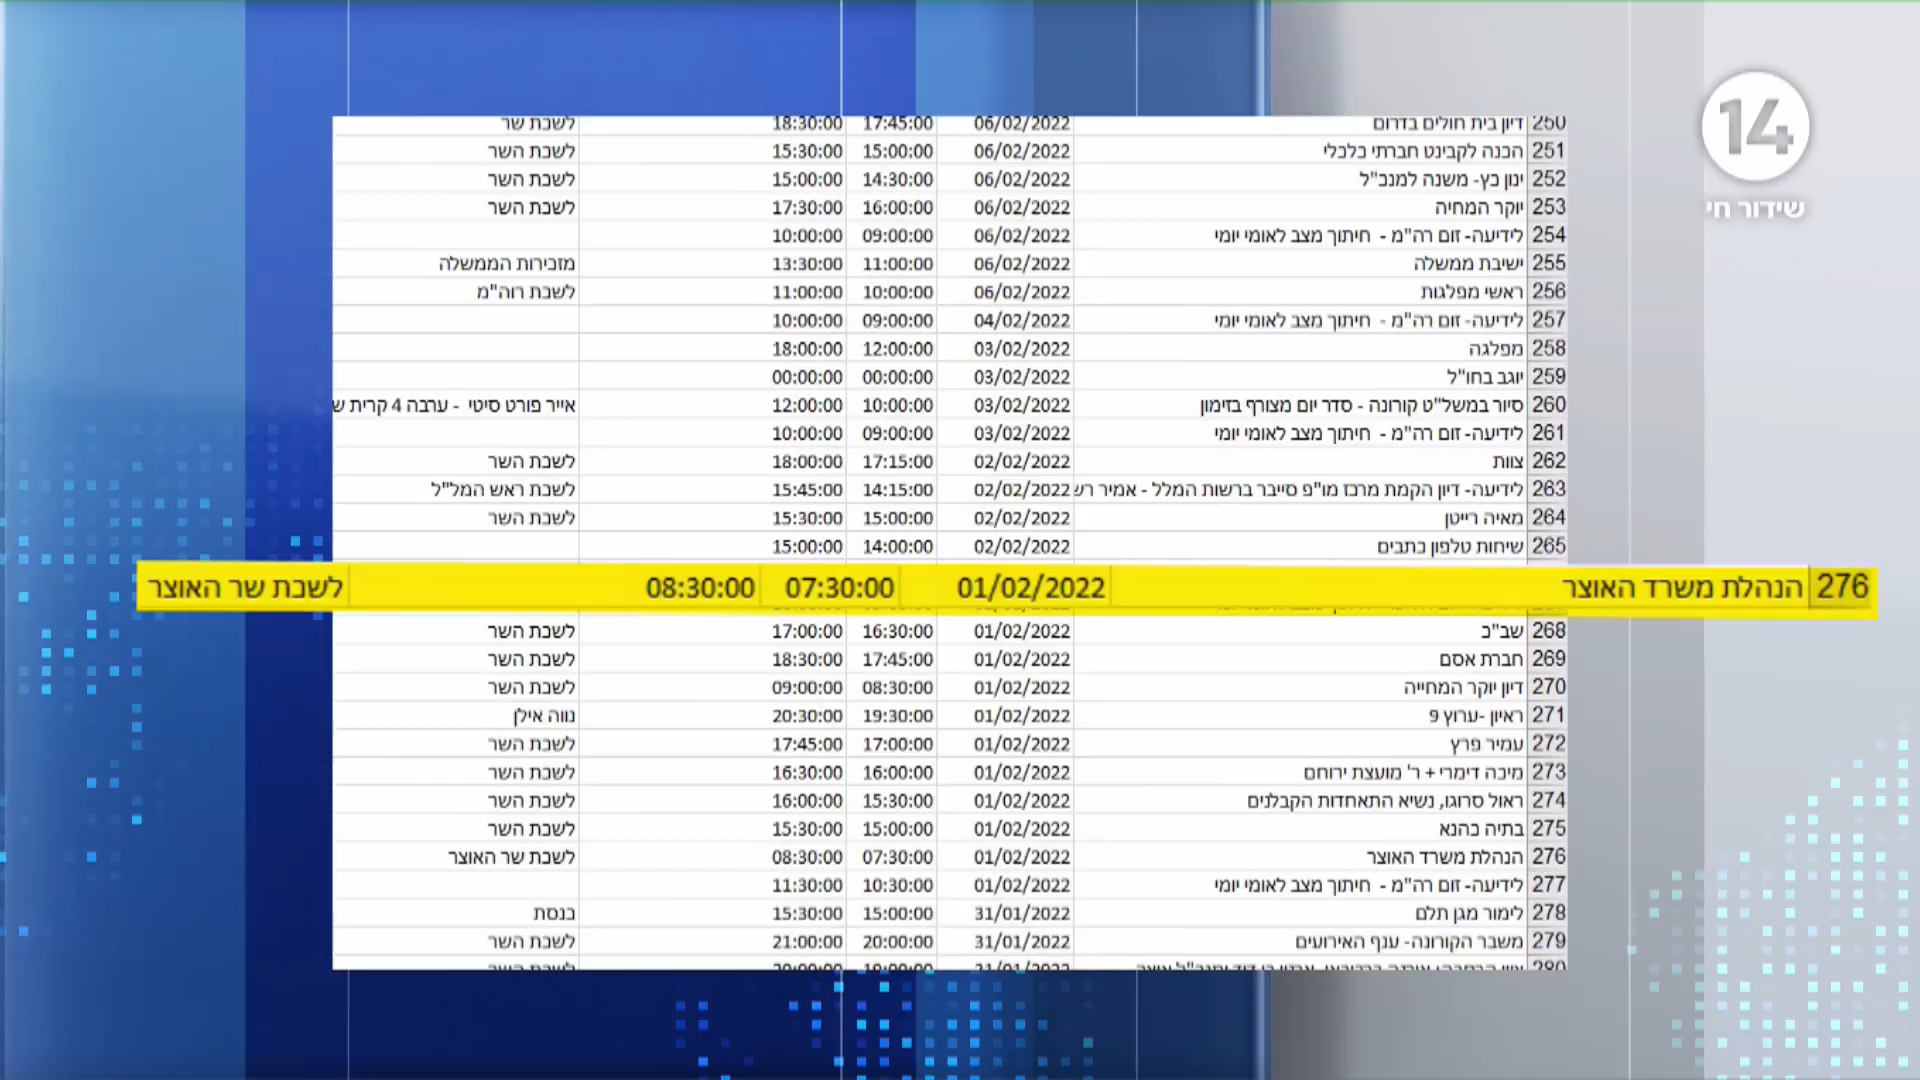 14
שידור חי
250 דיון בית חולים בדרום 06/02/2022 17:45:00 18:30:00 לשכת שר
251 הכנה לקבינט חברתי כלכלי 06/02/2022 15:00:00 15:30:00 לשכת השר
252 ינון כץ- משנה למנכ"ל 06/02/2022 14:30:00 15:00:00 לשכת השר
253 יוקר המחיה 06/02/2022 16:00:00 17:30:00 לשכת השר
254 לידיעה- זום רה"מ - חיתוך מצב לאומי יומי 06/02/2022 09:00:00 10:00:00
255 ישיבת ממשלה 06/02/2022 11:00:00 13:30:00 מזכירות הממשלה
256 ראשי מפלגות 06/02/2022 10:00:00 11:00:00 לשכת רוה"מ
257 לידיעה- זום רה"מ - חיתוך מצב לאומי יומי 04/02/2022 09:00:00 10:00:00
258 מפלגה 03/02/2022 12:00:00 18:00:00
259 יוגב בחו"ל 03/02/2022 00:00:00 00:00:00
260 סיור במשל"ט קורונה - סדר יום מצורף בזימון 03/02/2022 10:00:00 12:00:00 אייר פורט סיטי - ערבה 4 קרית ש
261 לידיעה- זום רה"מ - חיתוך מצב לאומי יומי 03/02/2022 09:00:00 10:00:00
262 צוות 02/02/2022 17:15:00 18:00:00 לשכת השר
263 לידיעה- דיון הקמת מרכז מו"פ סייבר ברשות המלל - אמיר רש 02/02/2022 14:15:00 15:45:00 לשכת ראש המל"ל
264 מאיה רייטן 02/02/2022 15:00:00 15:30:00 לשכת השר
265 שיחות טלפון כתבים 02/02/2022 14:00:00 15:00:00
276 הנהלת משרד האוצר 01/02/2022 07:30:00 08:30:00 לשכת שר האוצר
268 שב"כ 01/02/2022 16:30:00 17:00:00 לשכת השר
269 חברת אסם 01/02/2022 17:45:00 18:30:00 לשכת השר
270 דיון יוקר המחייה 01/02/2022 08:30:00 09:00:00 לשכת השר
271 ראיון -ערוץ 9 01/02/2022 19:30:00 20:30:00 נווה אילן
272 עמיר פרץ 01/02/2022 17:00:00 17:45:00 לשכת השר
273 מיכה דימרי + ר' מועצת ירוחם 01/02/2022 16:00:00 16:30:00 לשכת השר
274 ראול סרוגו, נשיא התאחדות הקבלנים 01/02/2022 15:30:00 16:00:00 לשכת השר
275 בתיה כהנא 01/02/2022 15:00:00 15:30:00 לשכת השר
276 הנהלת משרד האוצר 01/02/2022 07:30:00 08:30:00 לשכת שר האוצר
277 לידיעה- זום רה"מ - חיתוך מצב לאומי יומי 01/02/2022 10:30:00 11:30:00
278 לימור מגן תלם 31/01/2022 15:00:00 15:30:00 כנסת
279 משבר הקורונה- ענף האירועים 31/01/2022 20:00:00 21:00:00 לשכת השר
280 31/01/2022 19:00:00 20:00:00 לשכת השר